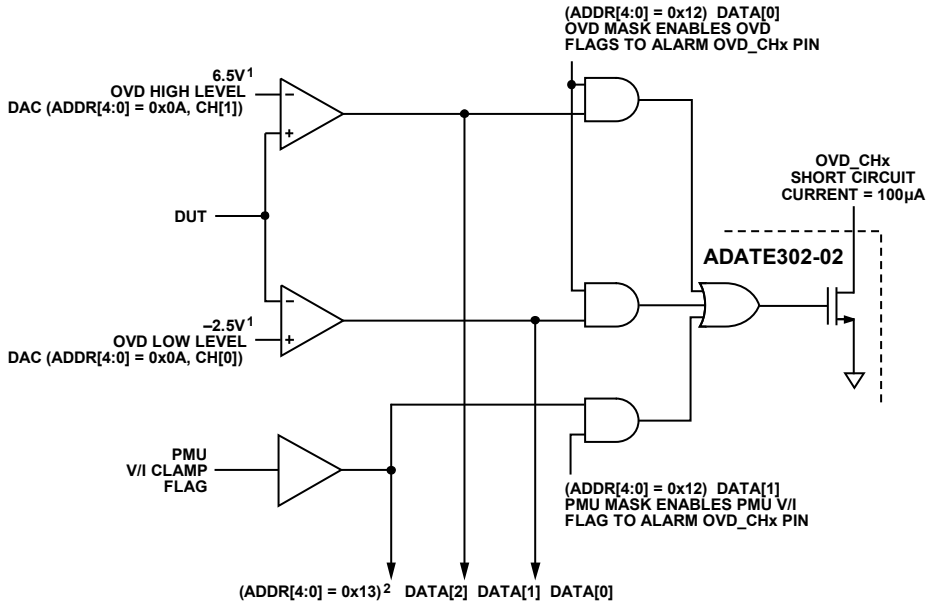 (ADDR[4:0] = 0x12) DATA[0]
OVD MASK ENABLES OVD
FLAGS TO ALARM OVD_CHx PIN
6.5V1
OVD HIGH LEVEL
DAC (ADDR[4:0] = 0x0A, CH[1])
–
+
OVD_CHx
SHORT CIRCUIT
CURRENT = 100µA
DUT
ADATE302-02
–2.5V1
OVD LOW LEVEL
DAC (ADDR[4:0] = 0x0A, CH[0])
–
+
PMU
V/I CLAMP
FLAG
(ADDR[4:0] = 0x12) DATA[1]
PMU MASK ENABLES PMU V/I
FLAG TO ALARM OVD_CHx PIN
(ADDR[4:0] = 0x13)2 DATA[2] DATA[1] DATA[0]